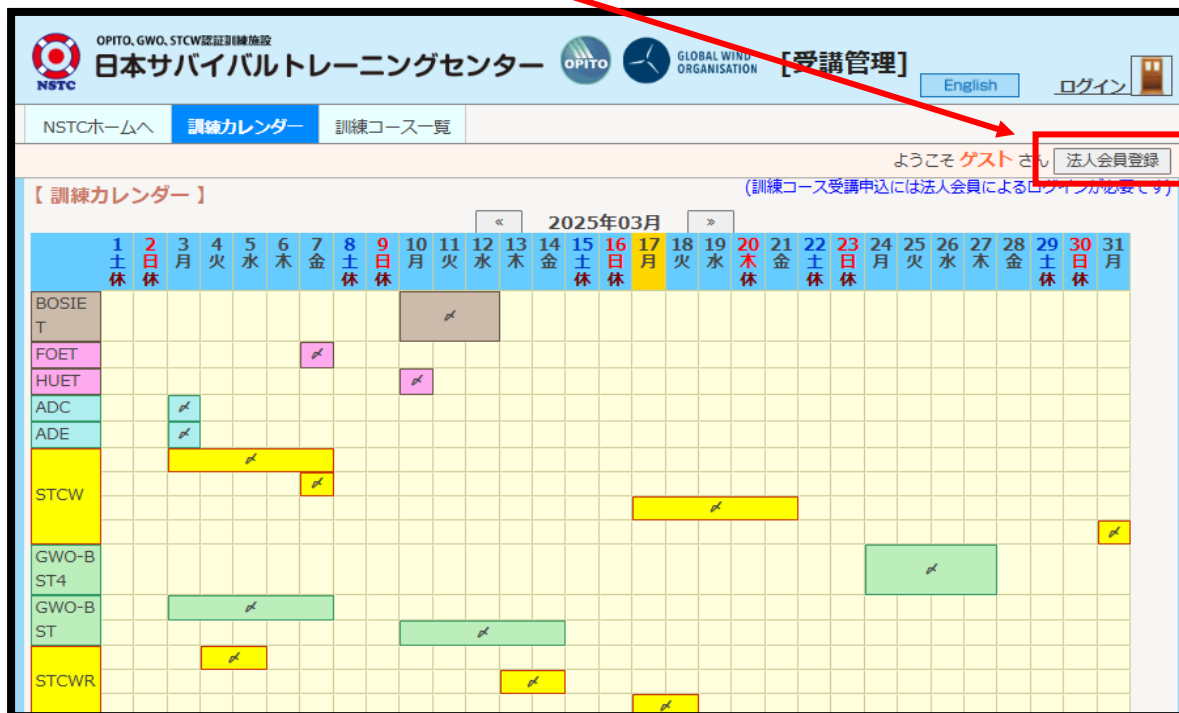 OPITO、GWO、STCW認証訓練施設
日本サバイバルトレーニングセンター
NSTC
OPITO
GLOBAL WIND
ORGANISATION
[受講管理]
English
ログイン
NSTCホームへ 訓練カレンダー 訓練コース一覧
ようこそ ゲスト さん 法人会員登録
【 訓練カレンダー 】
(訓練コース受講申込には法人会員によるログインが必要です)
« 2025年03月 »
1 2 3 4 5 6 7 8 9 10 11 12 13 14 15 16 17 18 19 20 21 22 23 24 25 26 27 28 29 30 31
土 日 月 火 水 木 金 土 日 月 火 水 木 金 土 日 月 火 水 木 金 土 日 月 火 水 木 金 土 日 月
休 休 休 休 休 休 休 休 休 休 休
BOSIE
T
〆
FOET 〆
HUET 〆
ADC 〆
ADE 〆
〆
STCW
〆
〆
〆
GWO-B
ST4
〆
GWO-B
ST
〆
〆
STCWR
〆
〆
〆